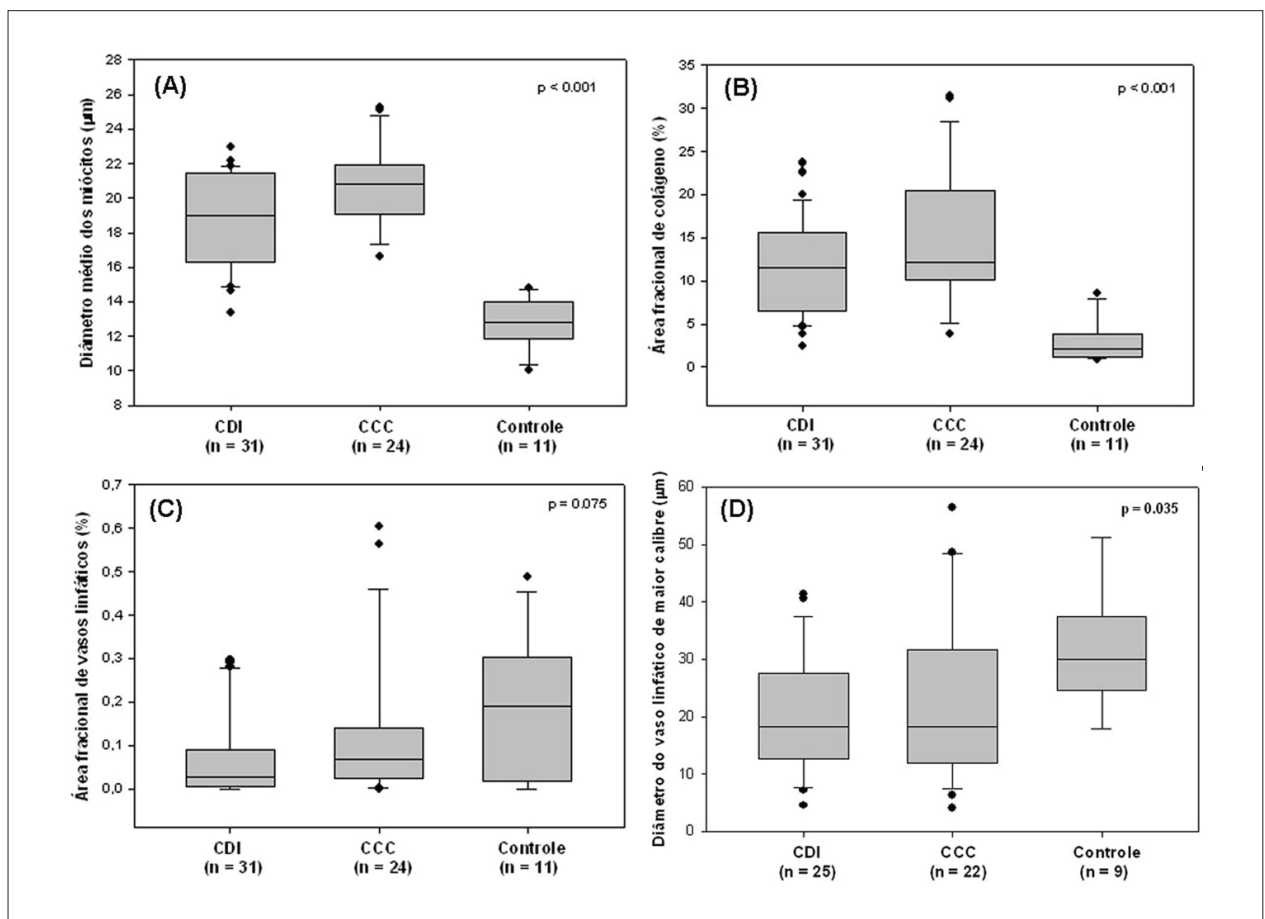 (A)
p < 0.001
Diâmetro médio dos miócitos (µm)
28
26
24
22
20
18
16
14
12
10
8
CDI
(n = 31)
CCC
(n = 24)
Controle
(n = 11)
(B)
p < 0.001
Área fracional de colágeno (%)
35
30
25
20
15
10
5
0
CDI
(n = 31)
CCC
(n = 24)
Controle
(n = 11)
(C)
p = 0.075
Área fracional de vasos linfáticos (%)
0,7
0,6
0,5
0,4
0,3
0,2
0,1
0,0
CDI
(n = 31)
CCC
(n = 24)
Controle
(n = 11)
(D)
p = 0.035
Diâmetro do vaso linfático de maior calibre (µm)
60
50
40
30
20
10
0
CDI
(n = 25)
CCC
(n = 22)
Controle
(n = 9)